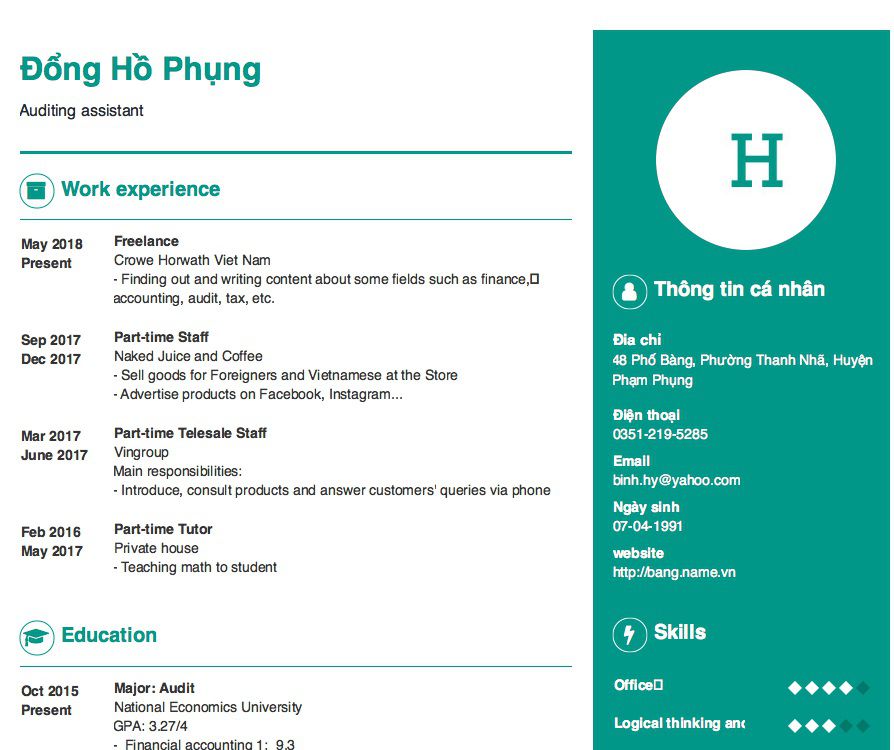 Đổng Hồ Phụng
Auditing assistant
Work experience
May 2018
Present
Freelance
Crowe Horwath Viet Nam
- Finding out and writing content about some fields such as finance,
accounting, audit, tax, etc.
Sep 2017
Dec 2017
Part-time Staff
Naked Juice and Coffee
- Sell goods for Foreigners and Vietnamese at the Store
- Advertise products on Facebook, Instagram...
Mar 2017
June 2017
Part-time Telesale Staff
Vingroup
Main responsibilities:
- Introduce, consult products and answer customers' queries via phone
Feb 2016
May 2017
Part-time Tutor
Private house
- Teaching math to student
Education
Oct 2015
Present
Major: Audit
National Economics University
GPA: 3.27/4
- Financial accounting 1: 9.3
H
Thông tin cá nhân
Địa chỉ
48 Phố Bàng, Phường Thanh Nhã, Huyện
Phạm Phụng
Điện thoại
0351-219-5285
Email
binh.hy@yahoo.com
Ngày sinh
07-04-1991
website
http://bang.name.vn
Skills
Office
Logical thinking and